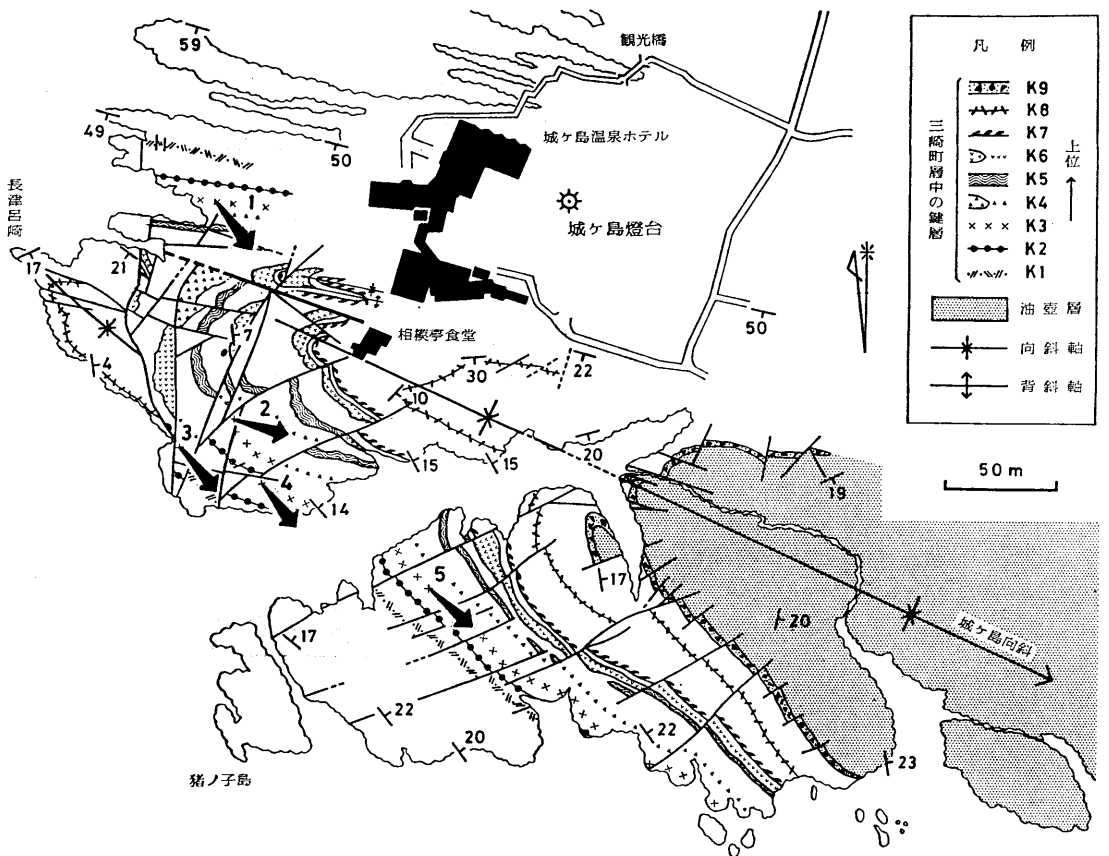 凡例
K9
K8
K7
K6
K5
K4
K3
K2
K1
三崎町層中の鍵層
上位
油壺層
向斜軸
背斜軸
50 m
観光橋
城ヶ島温泉ホテル
城ヶ島燈台
相模亭食堂
長津呂崎
猪ノ子島
城ヶ島向斜
59
49
50
1
17
21
7
4
2
3
4
14
15
15
10
30
22
20
50
19
17
20
5
17
22
20
22
23